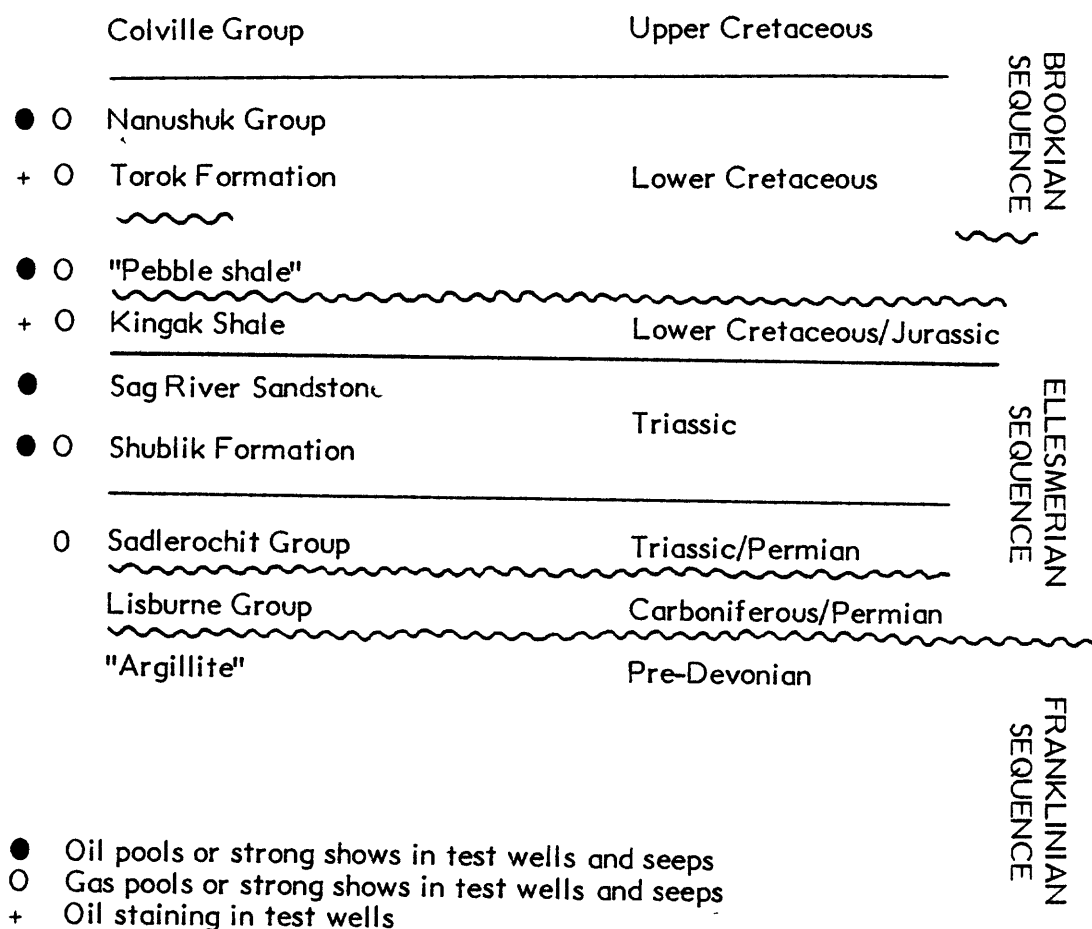 Colville Group Upper Cretaceous
● O Nanushuk Group
+ O Torok Formation Lower Cretaceous
BROOKIAN
SEQUENCE
● O "Pebble shale"
+ O Kingak Shale Lower Cretaceous/Jurassic
● Sag River Sandstone
Triassic
● O Shublik Formation
O Sadlerochit Group Triassic/Permian
Lisburne Group Carboniferous/Permian
ELLESMERIAN
SEQUENCE
"Argillite" Pre-Devonian
FRANKLINIAN
SEQUENCE
● Oil pools or strong shows in test wells and seeps
O Gas pools or strong shows in test wells and seeps
+ Oil staining in test wells